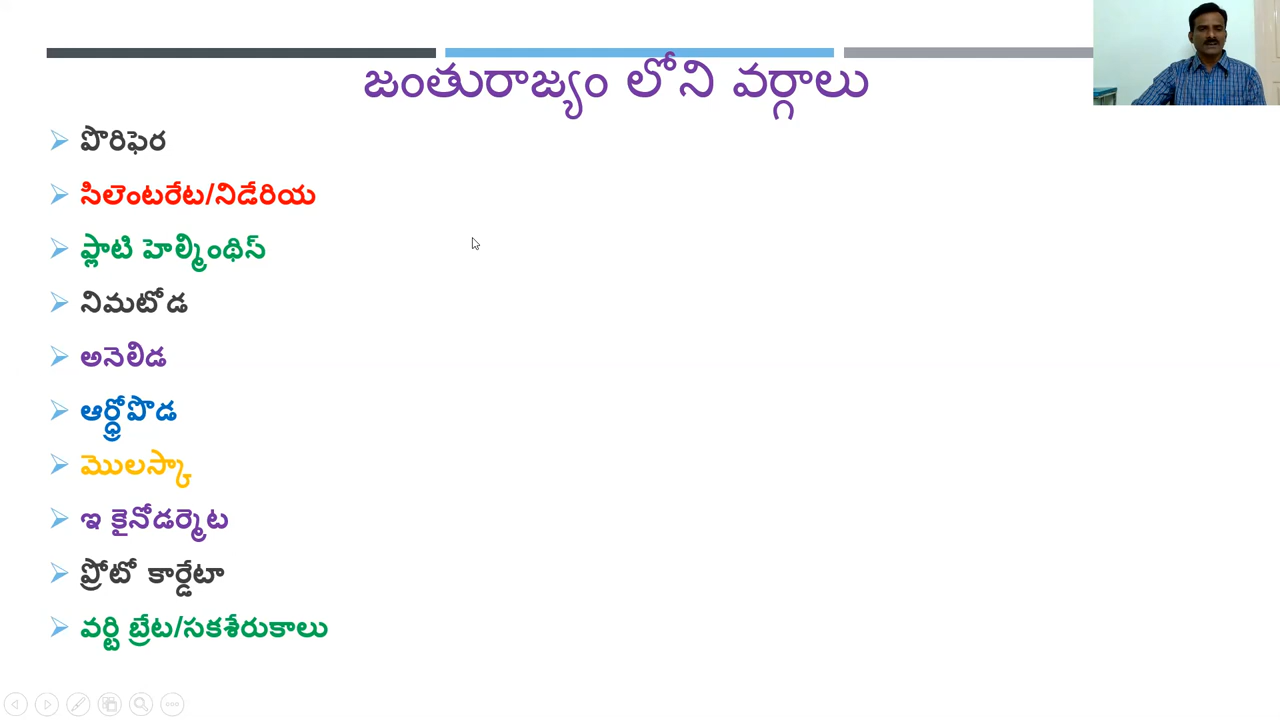 జంతురాజ్యం లోని వర్గాలు
పొరిఫెర
సిలెంటరేట/నిడేరియ
ప్లాటి హెల్మింథిస్
నిమటోడ
అనెలిడ
ఆర్థ్రోపొడ
మొలస్కా
ఇ కైనోడర్మెట
ప్రోటో కార్డేటా
వర్టి బ్రేట/సకశేరుకాలు